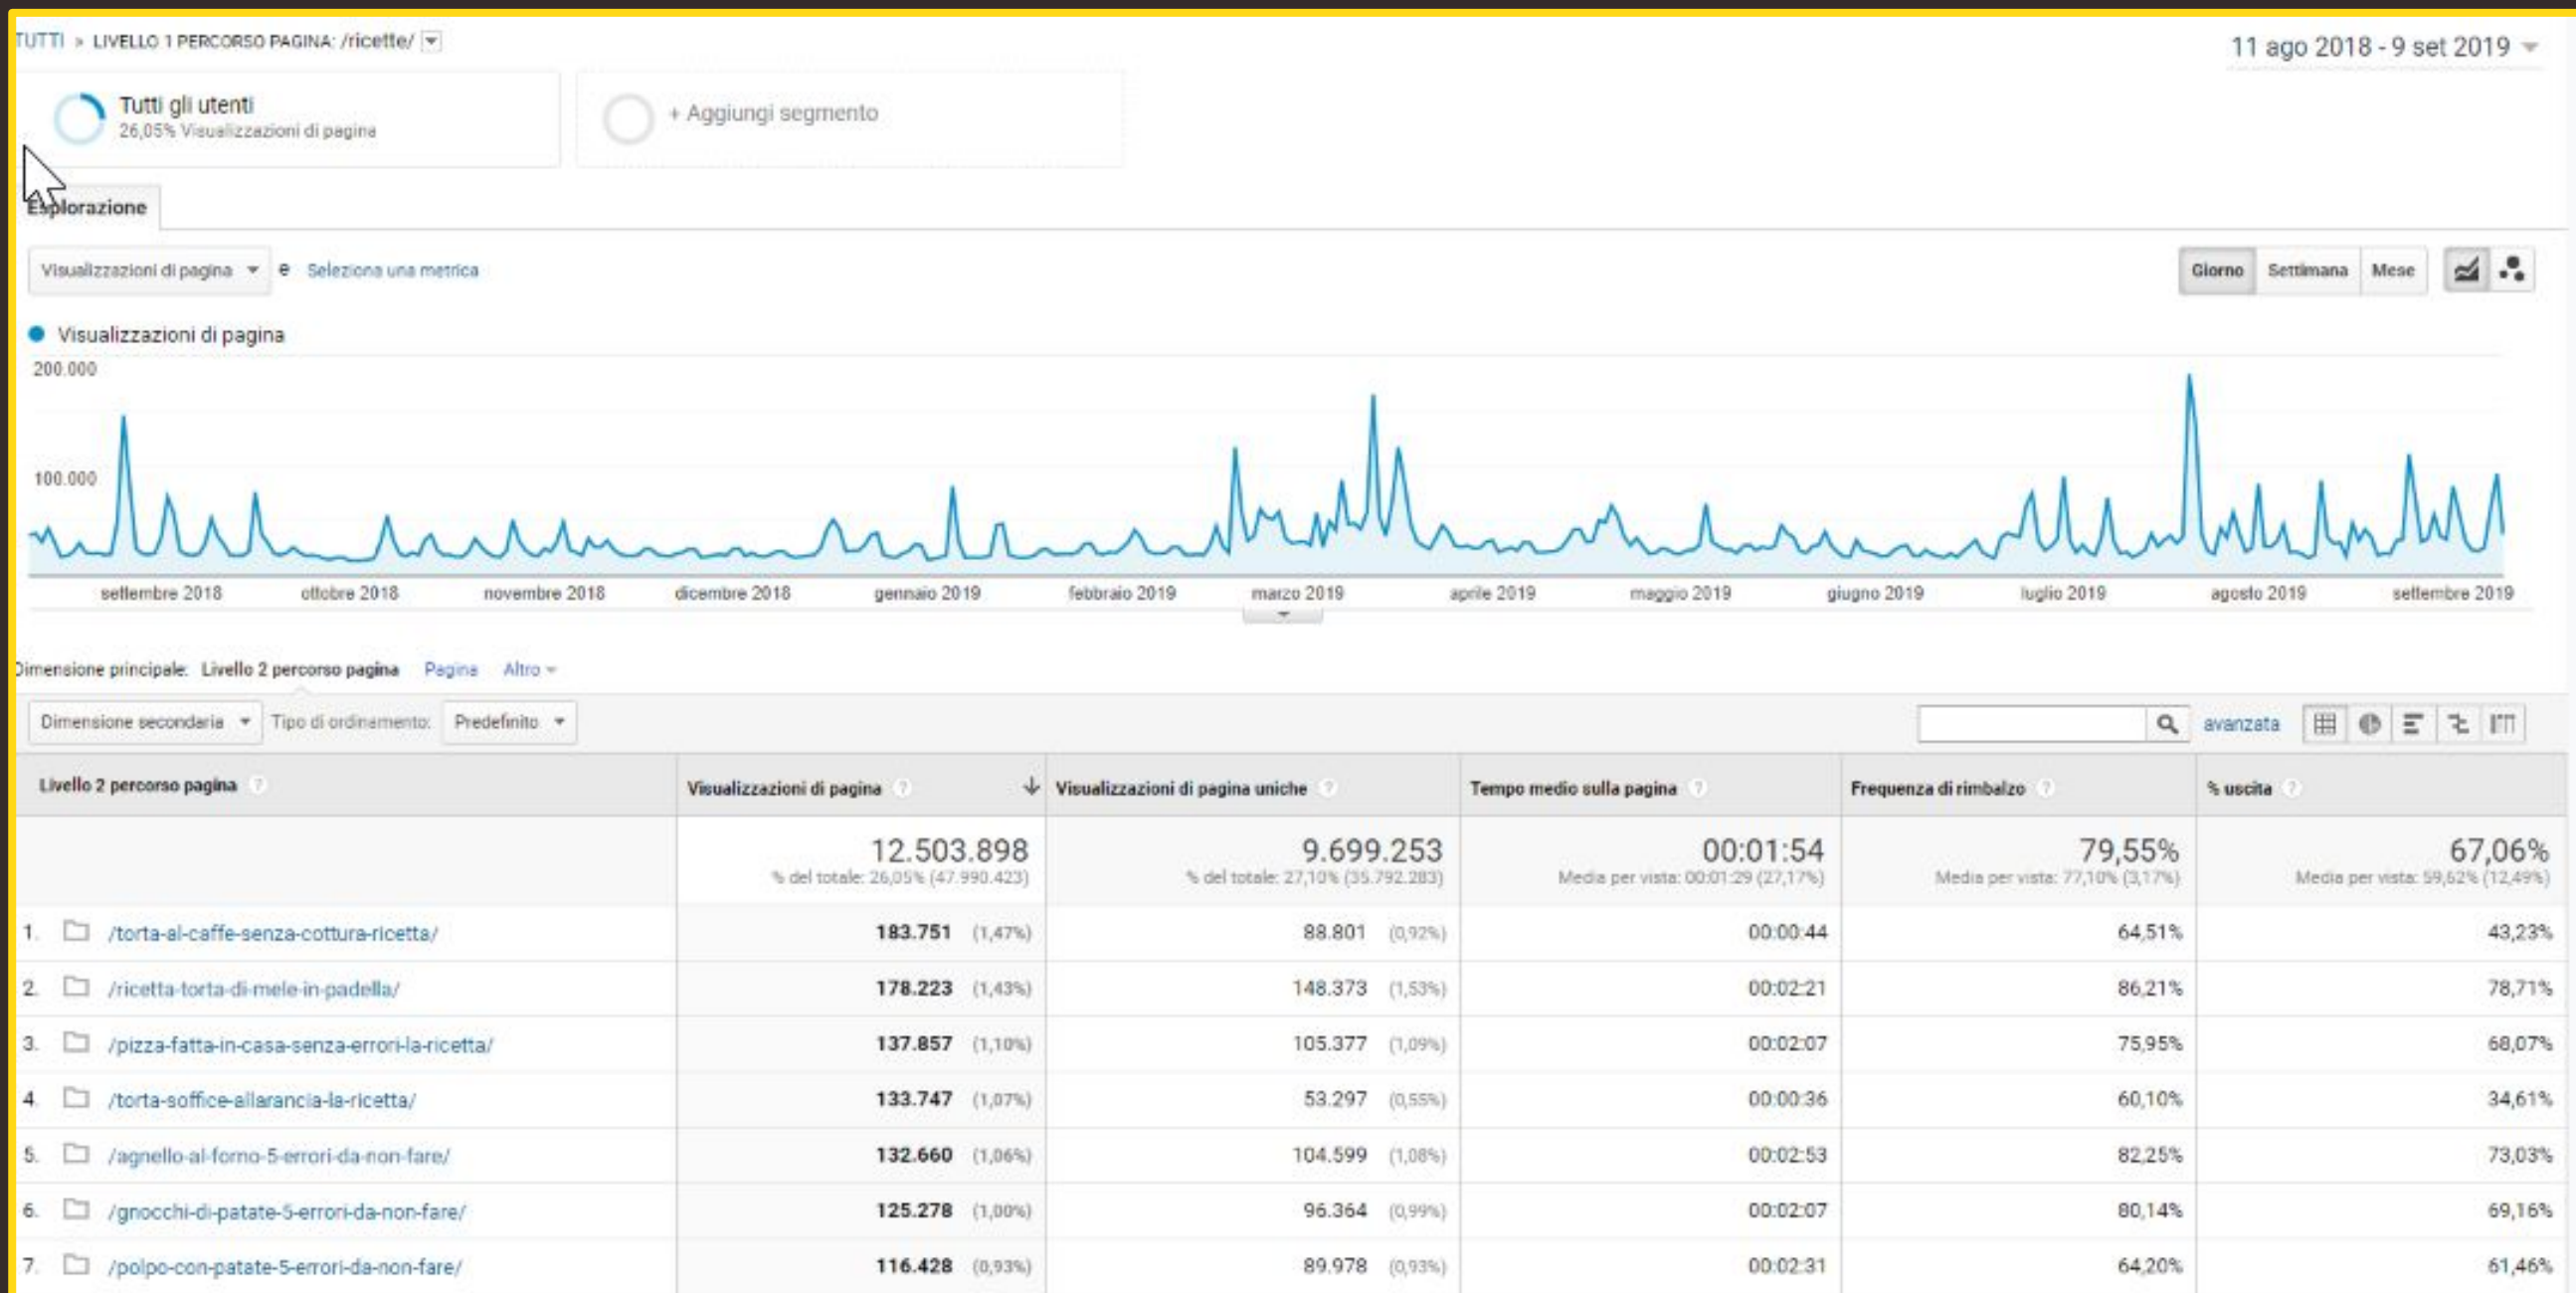 TUTTI » LIVELLO 1 PERCORSO PAGINA: /ricette/
11 ago 2018 - 9 set 2019
Tutti gli utenti
26,05% Visualizzazioni di pagina
+ Aggiungi segmento
Esplorazione
Visualizzazioni di pagina e Seleziona una metrica
Giorno Settimana Mese
Visualizzazioni di pagina
200.000
100.000
settembre 2018 ottobre 2018 novembre 2018 dicembre 2018 gennaio 2019 febbraio 2019 marzo 2019 aprile 2019 maggio 2019 giugno 2019 luglio 2019 agosto 2019 settembre 2019
Dimensione principale: Livello 2 percorso pagina Pagina Altro
Dimensione secondaria Tipo di ordinamento: Predefinito avanzata
Livello 2 percorso pagina ? Visualizzazioni di pagina ? Visualizzazioni di pagina uniche ? Tempo medio sulla pagina ? Frequenza di rimbalzo ? % uscita ?
12.503.898 9.699.253 00:01:54 79,55% 67,06%
% del totale: 26,05% (47.990.423) % del totale: 27,10% (35.792.283) Media per vista: 00:01:29 (27,17%) Media per vista: 77,10% (3,17%) Media per vista: 59,62% (12,49%)
1. /torta-al-caffe-senza-cottura-ricetta/ 183.751 (1,47%) 88.801 (0,92%) 00:00:44 64,51% 43,23%
2. /ricetta-torta-di-mele-in-padella/ 178.223 (1,43%) 148.373 (1,53%) 00:02:21 86,21% 78,71%
3. /pizza-fatta-in-casa-senza-errori-la-ricetta/ 137.857 (1,10%) 105.377 (1,09%) 00:02:07 75,95% 68,07%
4. /torta-soffice-allarancia-la-ricetta/ 133.747 (1,07%) 53.297 (0,55%) 00:00:36 60,10% 34,61%
5. /agnello-al-forno-5-errori-da-non-fare/ 132.660 (1,06%) 104.599 (1,08%) 00:02:53 82,25% 73,03%
6. /gnocchi-di-patate-5-errori-da-non-fare/ 125.278 (1,00%) 96.364 (0,99%) 00:02:07 80,14% 69,16%
7. /polpo-con-patate-5-errori-da-non-fare/ 116.428 (0,93%) 89.978 (0,93%) 00:02:31 64,20% 61,46%